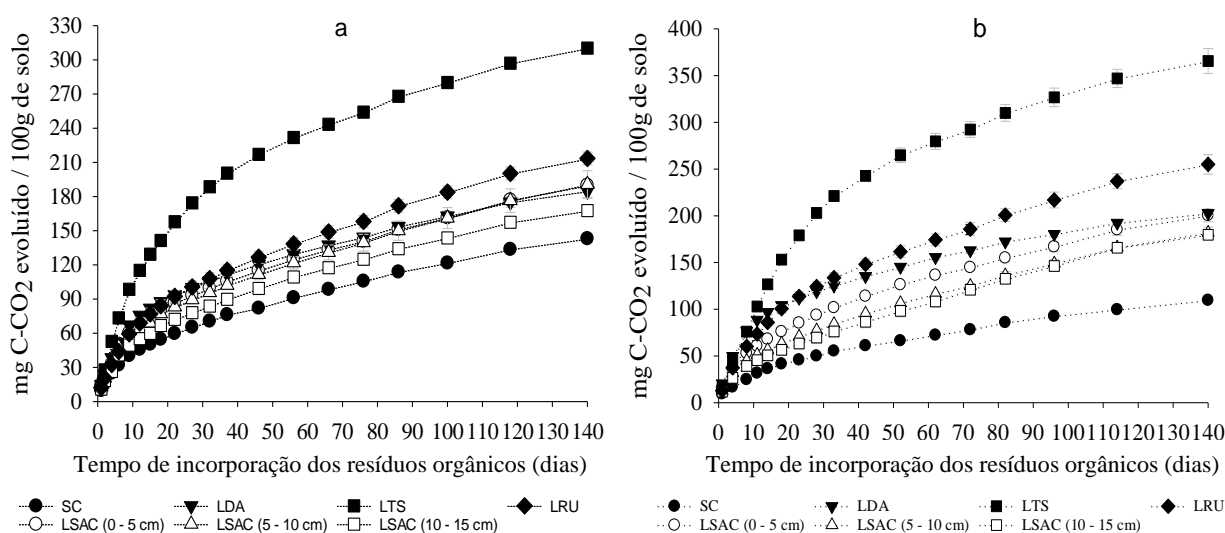 a
mg C-CO2 evoluído / 100g de solo
330
300
270
240
210
180
150
120
90
60
30
0
0 10 20 30 40 50 60 70 80 90 100 110 120 130 140
Tempo de incorporação dos resíduos orgânicos (dias)
SC LDA LTS LRU
LSAC (0 - 5 cm) LSAC (5 - 10 cm) LSAC (10 - 15 cm)
b
mg C-CO2 evoluído / 100g de solo
400
350
300
250
200
150
100
50
0
0 10 20 30 40 50 60 70 80 90 100 110 120 130 140
Tempo de incorporação dos resíduos orgânicos (dias)
SC LDA LTS LRU
LSAC (0 - 5 cm) LSAC (5 - 10 cm) LSAC (10 - 15 cm)